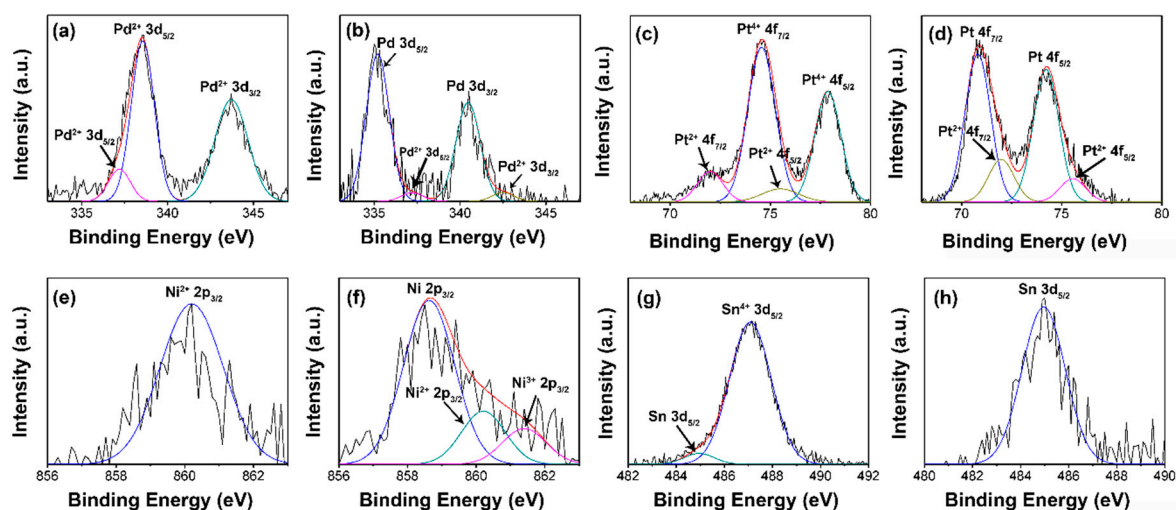 (a)
Pd²⁺ 3d₅/₂
Pd²⁺ 3d₃/₂
Pd²⁺ 3d₅/₂
Intensity (a.u.)
335 340 345
Binding Energy (eV)
(b)
Pd 3d₅/₂
Pd 3d₃/₂
Pd²⁺ 3d₅/₂
Pd²⁺ 3d₃/₂
Intensity (a.u.)
335 340 345
Binding Energy (eV)
(c)
Pt⁴⁺ 4f₇/₂
Pt⁴⁺ 4f₅/₂
Pt²⁺ 4f₇/₂
Pt²⁺ 4f₅/₂
Intensity (a.u.)
70 75 80
Binding Energy (eV)
(d)
Pt 4f₇/₂
Pt 4f₅/₂
Pt²⁺ 4f₇/₂
Pt²⁺ 4f₅/₂
Intensity (a.u.)
70 75 80
Binding Energy (eV)
(e)
Ni²⁺ 2p₃/₂
Intensity (a.u.)
856 858 860 862
Binding Energy (eV)
(f)
Ni 2p₃/₂
Ni²⁺ 2p₃/₂
Ni³⁺ 2p₃/₂
Intensity (a.u.)
856 858 860 862
Binding Energy (eV)
(g)
Sn⁴⁺ 3d₅/₂
Sn 3d₅/₂
Intensity (a.u.)
482 484 486 488 490 492
Binding Energy (eV)
(h)
Sn 3d₅/₂
Intensity (a.u.)
480 482 484 486 488 490
Binding Energy (eV)